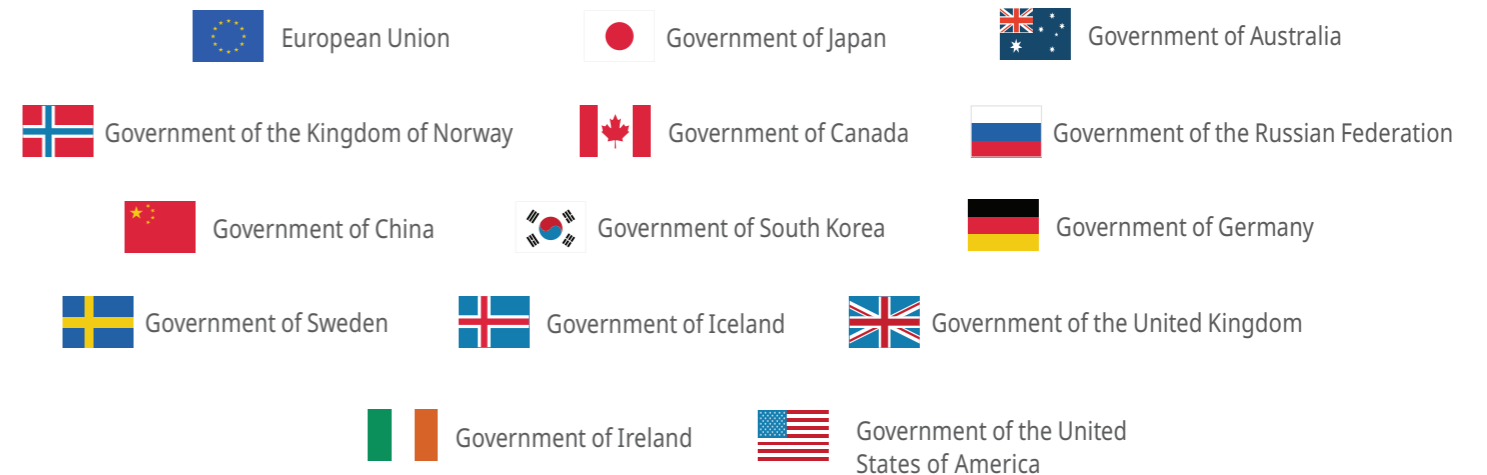 European Union
Government of Japan
Government of Australia
Government of the Kingdom of Norway
Government of Canada
Government of the Russian Federation
Government of China
Government of South Korea
Government of Germany
Government of Sweden
Government of Iceland
Government of the United Kingdom
Government of Ireland
Government of the United
States of America